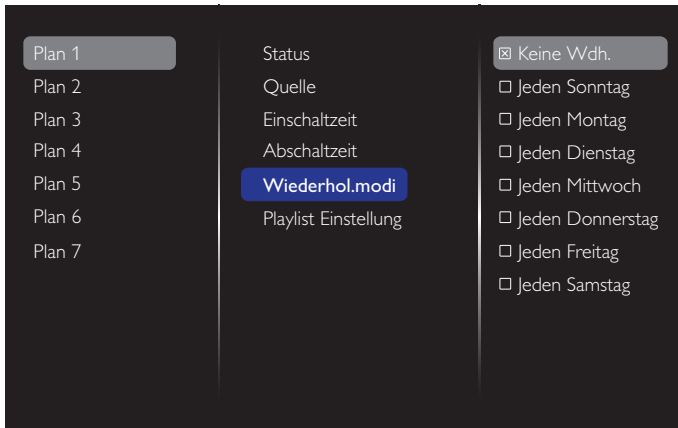 Plan 1
Plan 2
Plan 3
Plan 4
Plan 5
Plan 6
Plan 7
Status
Quelle
Einschaltzeit
Abschaltzeit
Wiederhol.modi
Playlist Einstellung
Keine Wdh.
Jeden Sonntag
Jeden Montag
Jeden Dienstag
Jeden Mittwoch
Jeden Donnerstag
Jeden Freitag
Jeden Samstag